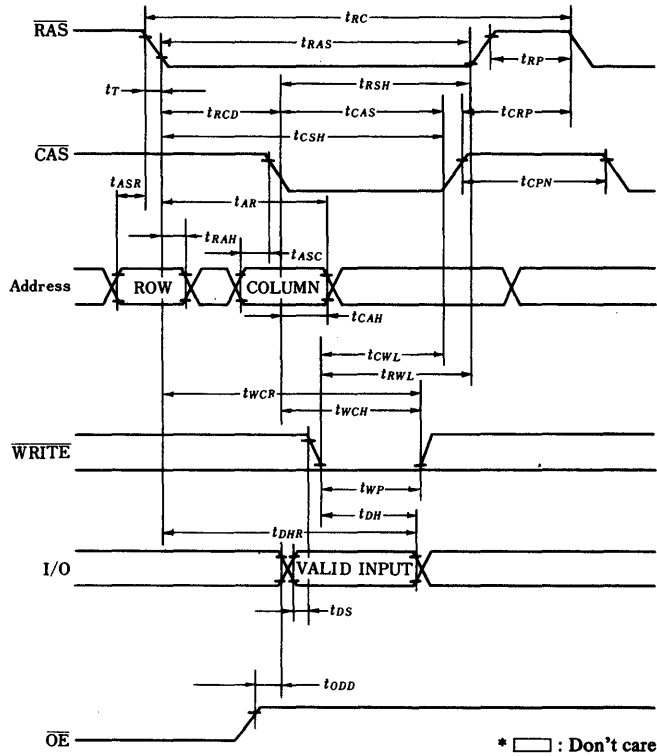 tRC
RAS
tRAS
tRP
tT
tRSH
tRCD
tCAS
tCRP
tCSH
CAS
tASR
tCPN
tAR
tRAH
tASC
Address
ROW
COLUMN
tCAH
tCWL
tRWL
tWCR
tWCH
WRITE
tWP
tDH
tDHR
I/O
VALID INPUT
tDS
tODD
OE
* : Don't care